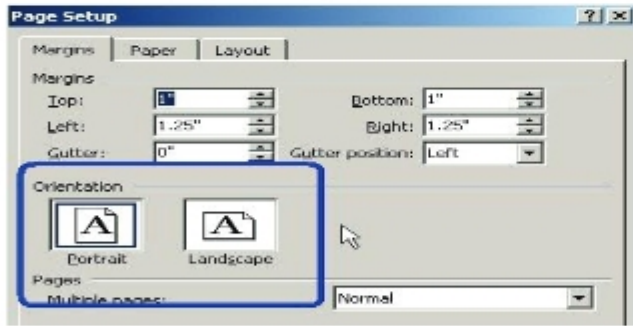 Page Setup
Margins Paper Layout
Margins
Top: 1" Bottom: 1"
Left: 1.25" Right: 1.25"
Gutter: 0" Gutter position: Left
Orientation
A A
Portrait Landscape
Pages
Multiple pages: Normal